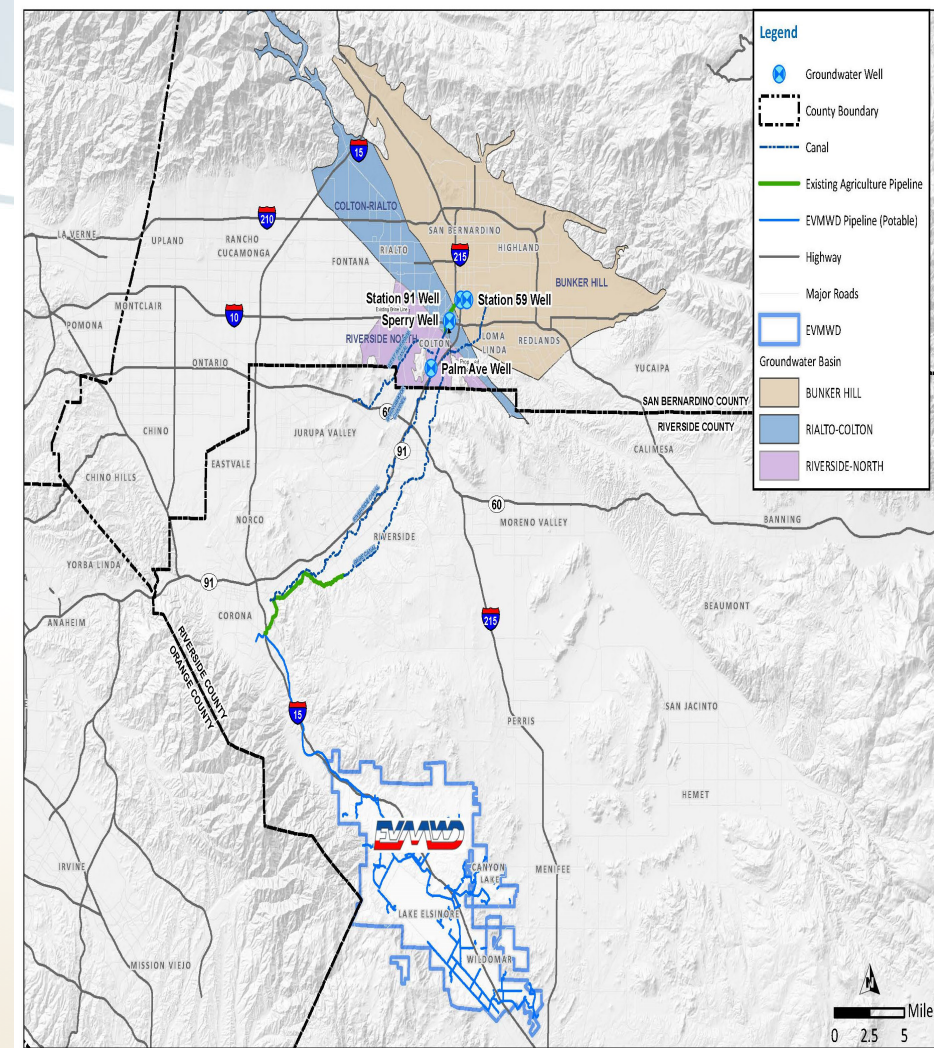 Legend
Groundwater Well
County Boundary
Canal
Existing Agriculture Pipeline
EVMWD Pipeline (Potable)
Highway
Major Roads
EVMWD
Groundwater Basin
BUNKER HILL
RIALTO-COLTON
RIVERSIDE-NORTH
15
COLTON-RIALTO
210
LA VERNE
UPLAND
RANCHO
CUCAMONGA
SAN BERNARDINO
HIGHLAND
RIALTO
FONTANA
215
BUNKER HILL
Station 91 Well
Station 59 Well
MONTCLAIR
10
POMONA
Sperry Well
RIVERSIDE NORTH
COLTON
LOMA
LINDA
REDLANDS
ONTARIO
Palm Ave Well
YUCAIPA
SAN BERNARDINO COUNTY
RIVERSIDE COUNTY
CHINO
JURUPA VALLEY
91
CALIMESA
EASTVALE
CHINO HILLS
60
NORCO
MORENO VALLEY
BANNING
RIVERSIDE
YORBA LINDA
91
BEAUMONT
CORONA
ANAHEIM
215
RIVERSIDE COUNTY
ORANGE COUNTY
15
PERRIS
SAN JACINTO
HEMET
EVMWD
IRVINE
CANYON
LAKE
MENIFEE
LAKE ELSINORE
WILDOMAR
MISSION VIEJO
N
Mile
0 2.5 5